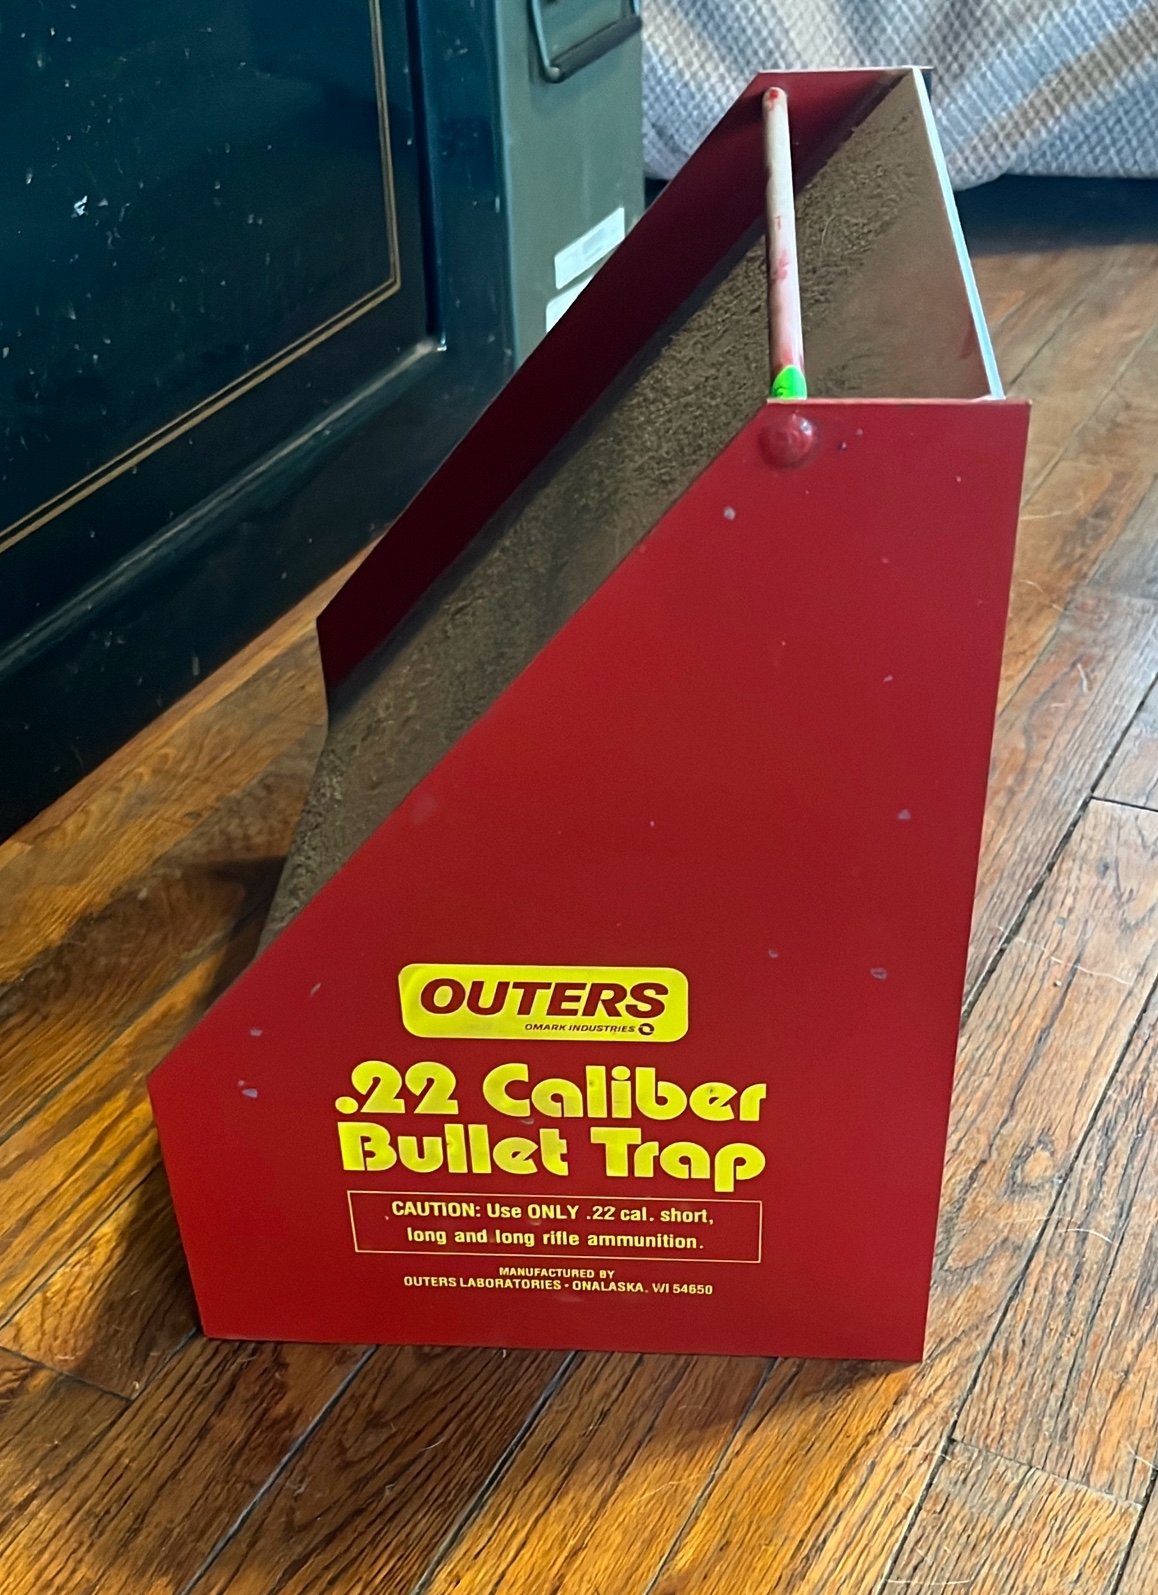 OUTERS
OMARK INDUSTRIES
.22 Caliber
Bullet Trap
CAUTION: Use ONLY .22 cal. short,
long and long rifle ammunition.
MANUFACTURED BY
OUTERS LABORATORIES - ONALASKA, WI 54650